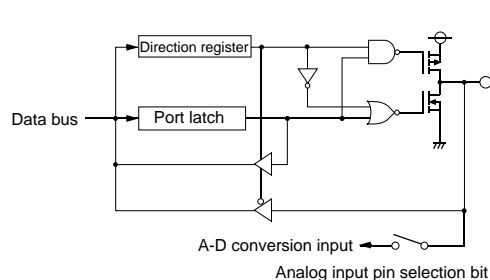 Direction register
Data bus
Port latch
A-D conversion input
Analog input pin selection bit